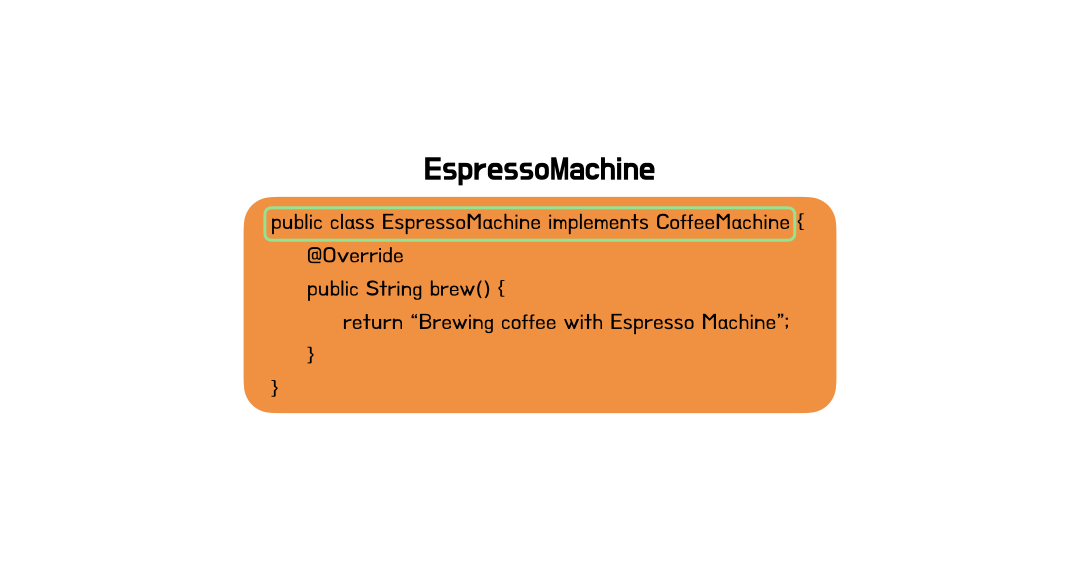 EspressoMachine
public class EspressoMachine implements CoffeeMachine {
@Override
public String brew() {
return “Brewing coffee with Espresso Machine”;
}
}